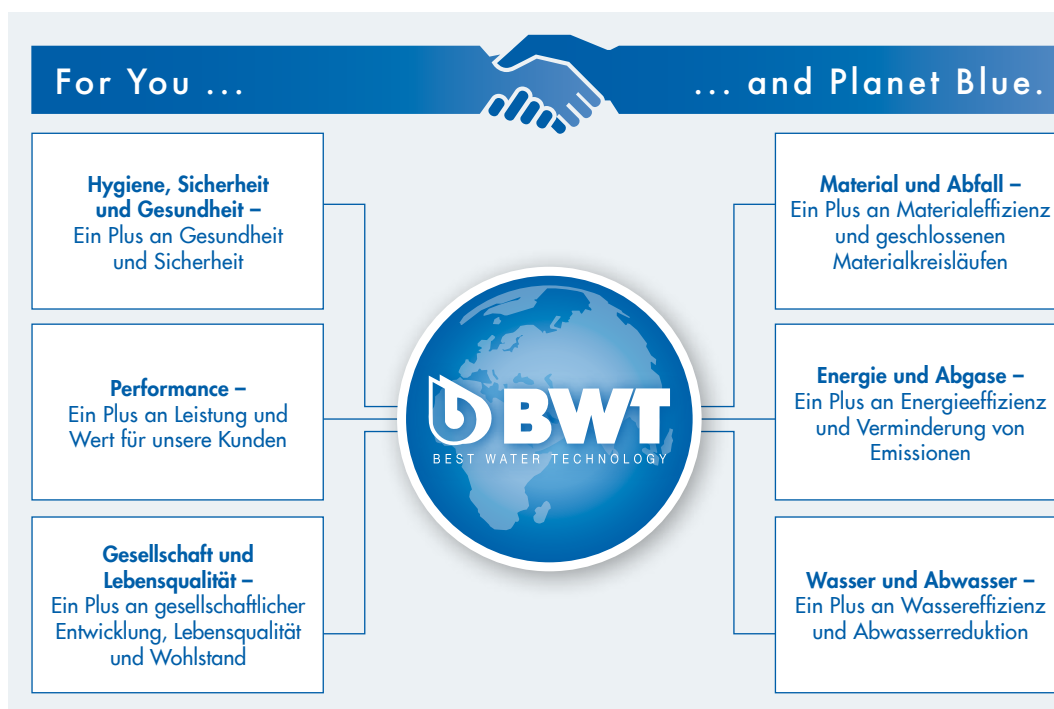 For You ...
... and Planet Blue.
Hygiene, Sicherheit
und Gesundheit –
Ein Plus an Gesundheit
und Sicherheit
Performance –
Ein Plus an Leistung und
Wert für unsere Kunden
Gesellschaft und
Lebensqualität –
Ein Plus an gesellschaftlicher
Entwicklung, Lebensqualität
und Wohlstand
BWT
BEST WATER TECHNOLOGY
Material und Abfall –
Ein Plus an Materialeffizienz
und geschlossenen
Materialkreisläufen
Energie und Abgase –
Ein Plus an Energieeffizienz
und Verminderung von
Emissionen
Wasser und Abwasser –
Ein Plus an Wassereffizienz
und Abwasserreduktion